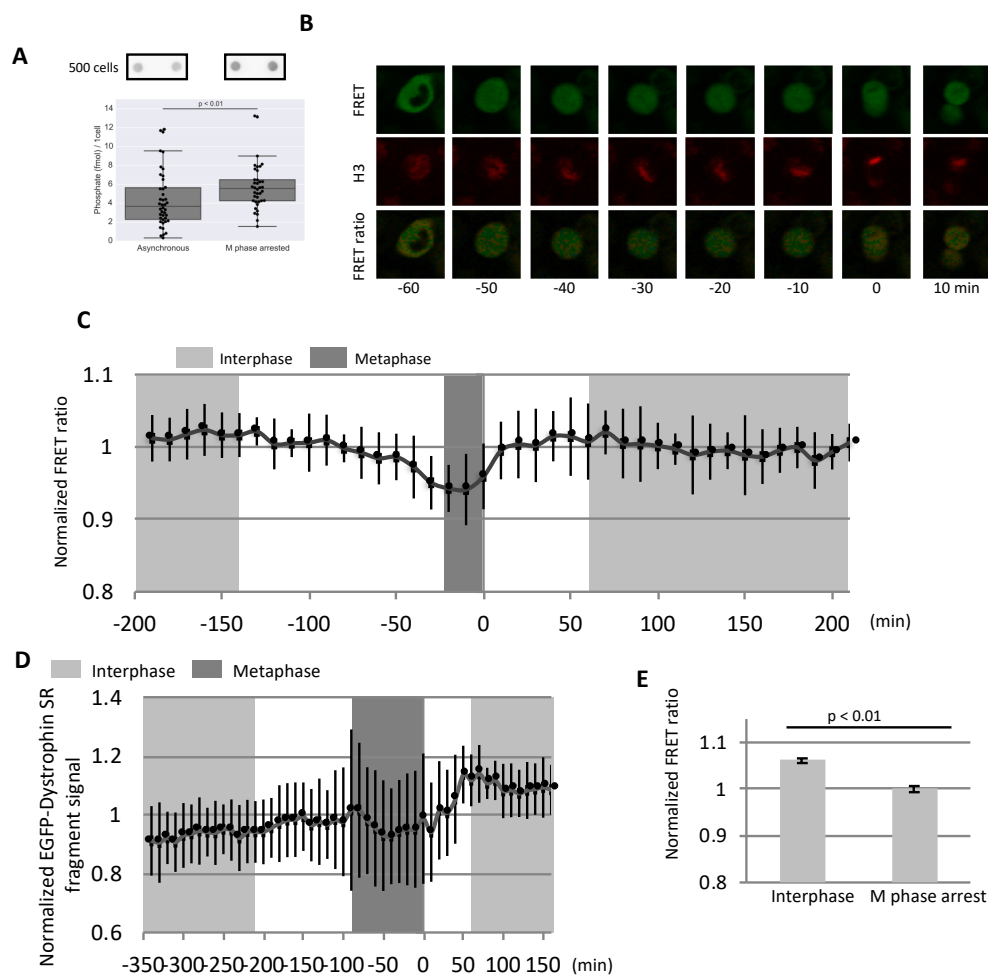 A
500 cells
p < 0.01
14
12
10
8
6
4
2
0
Phosphate (fmol) / 1cell
Asynchronous
M phase arrested
B
FRET
H3
FRET ratio
-60
-50
-40
-30
-20
-10
0
10 min
C
Interphase
Metaphase
Normalized FRET ratio
1.1
1
0.9
0.8
-200
-150
-100
-50
0
50
100
150
200
(min)
D
Interphase
Metaphase
Normalized EGFP-Dystrophin SR
fragment signal
1.4
1.2
1
0.8
0.6
-350-300-250-200-150-100 -50 0 50 100 150 (min)
E
p < 0.01
Normalized FRET ratio
1.1
1
0.9
0.8
Interphase
M phase arrest